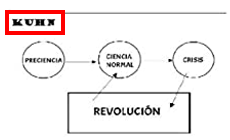 KUHN
PRECIENCIA
CIENCIA
NORMAL
CRISIS
REVOLUCIÓN